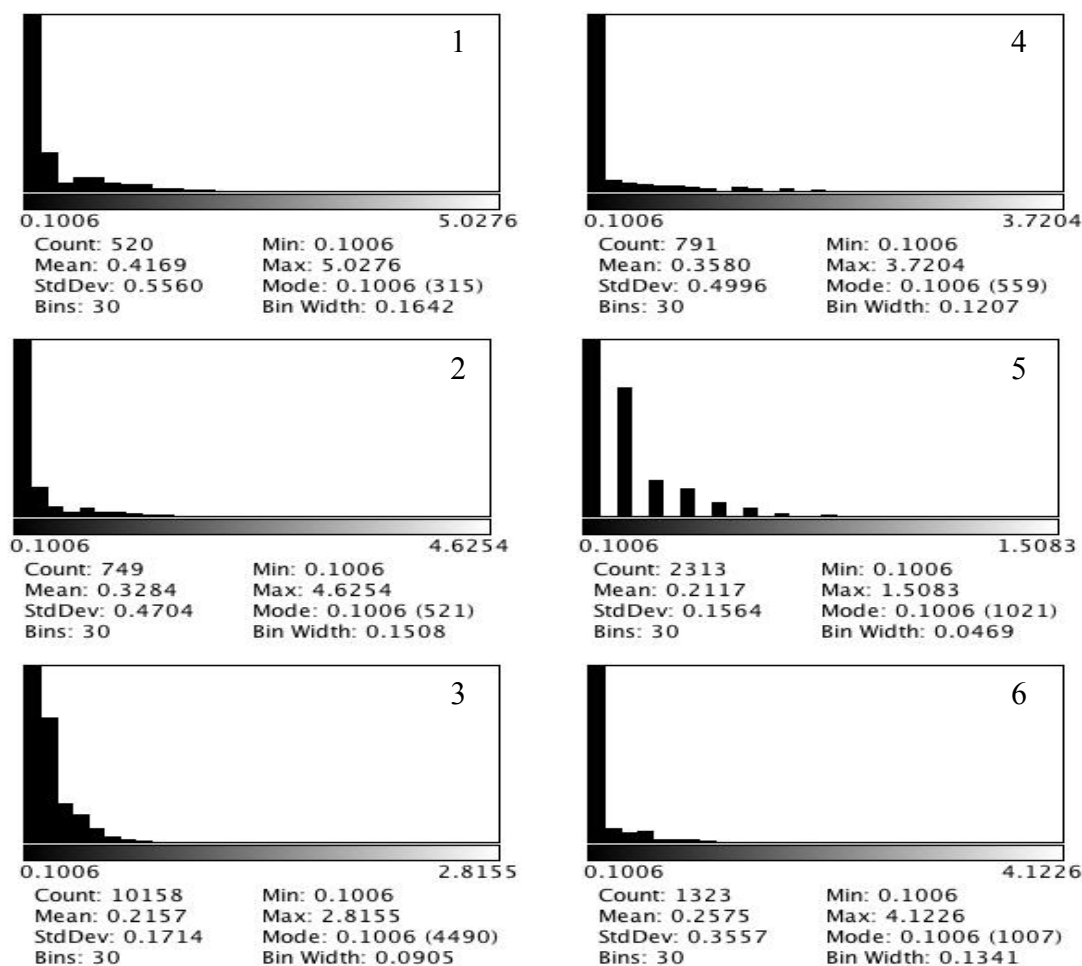 1
0.1006 5.0276
Count: 520 Min: 0.1006
Mean: 0.4169 Max: 5.0276
StdDev: 0.5560 Mode: 0.1006 (315)
Bins: 30 Bin Width: 0.1642
4
0.1006 3.7204
Count: 791 Min: 0.1006
Mean: 0.3580 Max: 3.7204
StdDev: 0.4996 Mode: 0.1006 (559)
Bins: 30 Bin Width: 0.1207
2
0.1006 4.6254
Count: 749 Min: 0.1006
Mean: 0.3284 Max: 4.6254
StdDev: 0.4704 Mode: 0.1006 (521)
Bins: 30 Bin Width: 0.1508
5
0.1006 1.5083
Count: 2313 Min: 0.1006
Mean: 0.2117 Max: 1.5083
StdDev: 0.1564 Mode: 0.1006 (1021)
Bins: 30 Bin Width: 0.0469
3
0.1006 2.8155
Count: 10158 Min: 0.1006
Mean: 0.2157 Max: 2.8155
StdDev: 0.1714 Mode: 0.1006 (4490)
Bins: 30 Bin Width: 0.0905
6
0.1006 4.1226
Count: 1323 Min: 0.1006
Mean: 0.2575 Max: 4.1226
StdDev: 0.3557 Mode: 0.1006 (1007)
Bins: 30 Bin Width: 0.1341